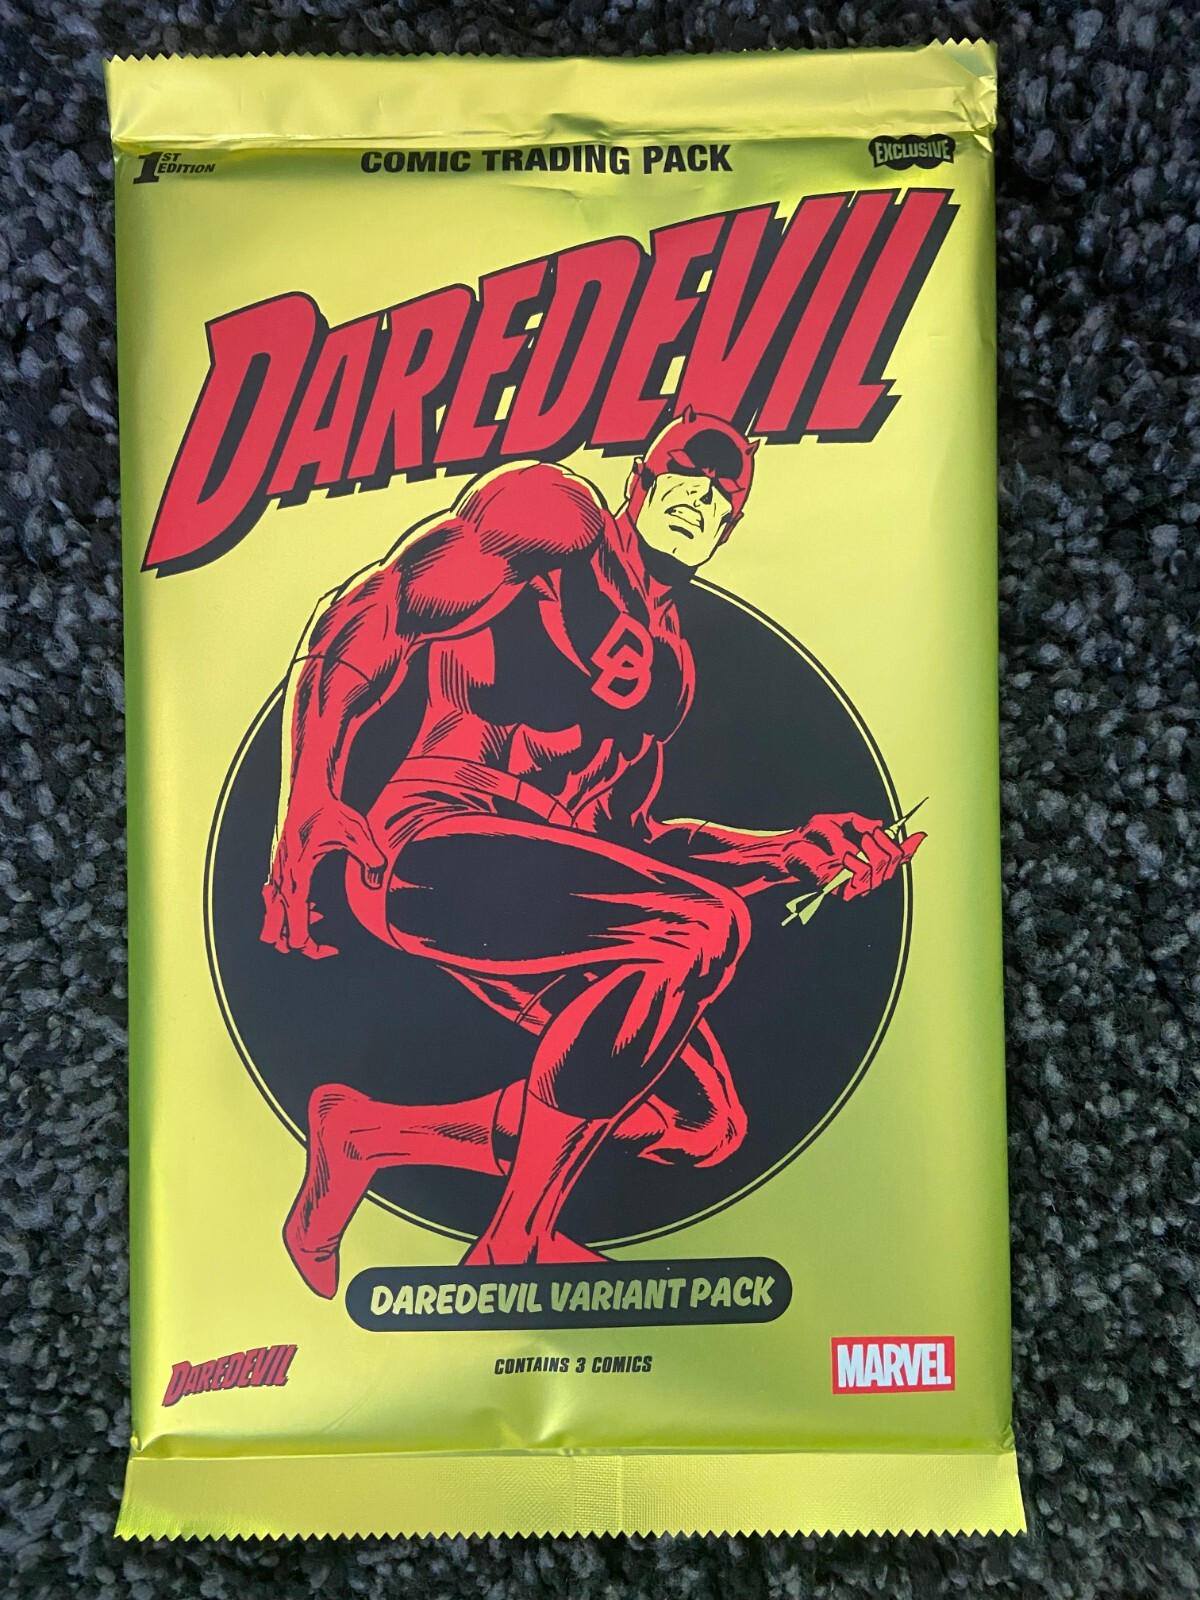 1ST EDITION
COMIC TRADING PACK
EXCLUSIVE
DAREDEVIL
DD
DAREDEVIL VARIANT PACK
DAREDEVIL
CONTAINS 3 COMICS
MARVEL